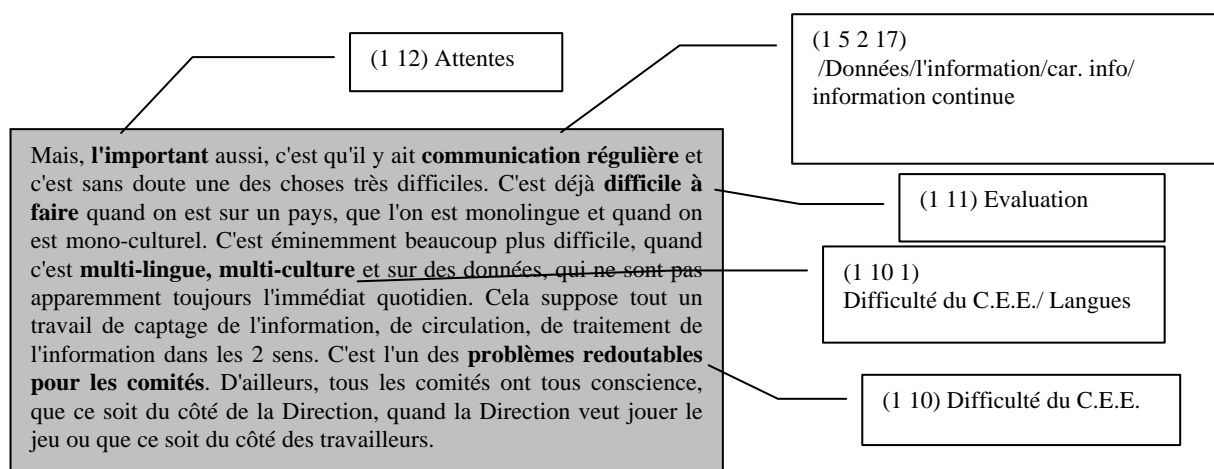 (1 12) Attentes
(1 5 2 17)
/Données/l'information/car. info/
information continue
Mais, l'important aussi, c'est qu'il y ait communication régulière et
c'est sans doute une des choses très difficiles. C'est déjà difficile à
faire quand on est sur un pays, que l'on est monolingue et quand on
est mono-culturel. C'est éminemment beaucoup plus difficile, quand
c'est multi-lingue, multi-culture et sur des données, qui ne sont pas
apparemment toujours l'immédiat quotidien. Cela suppose tout un
travail de captage de l'information, de circulation, de traitement de
l'information dans les 2 sens. C'est l'un des problèmes redoutables
pour les comités. D'ailleurs, tous les comités ont tous conscience,
que ce soit du côté de la Direction, quand la Direction veut jouer le
jeu ou que ce soit du côté des travailleurs.
(1 11) Evaluation
(1 10 1)
Difficulté du C.E.E./ Langues
(1 10) Difficulté du C.E.E.